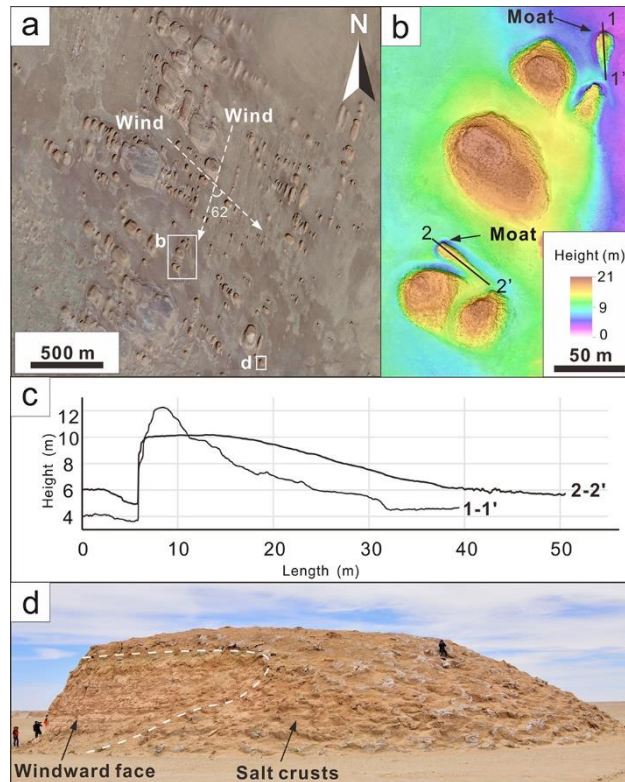 a
N
Wind
Wind
62
b
500 m
d
b
Moat
1
1'
2
Moat
2'
Height (m)
21
9
0
50 m
c
12
10
8
6
4
Height (m)
2-2'
1-1'
0
10
20
30
40
50
Length (m)
d
Windward face
Salt crusts